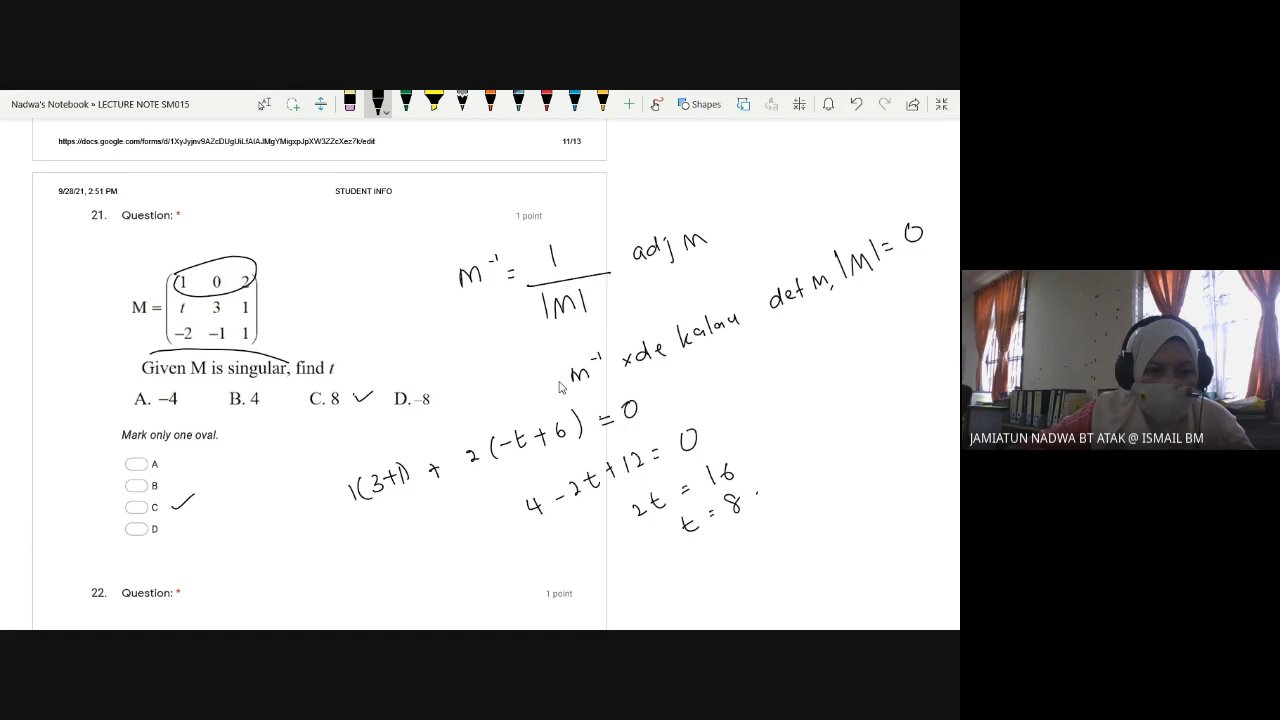 Nadwa's Notebook » LECTURE NOTE SM015
Shapes
https://docs.google.com/forms/d/1XyJyjnv9AZcDUgUiLfAIAJMgYMigxpJpXW3ZZcXez7k/edit 11/13
9/28/21, 2:51 PM STUDENT INFO
21. Question: * 1 point
M = (1 0 2
t 3 1
−2 −1 1)
Given M is singular, find t
A. −4 B. 4 C. 8 ✓ D. −8
Mark only one oval.
A
B
C ✓
D
22. Question: * 1 point
M⁻¹ = 1 / |M| adj M
M⁻¹ xde kalau det M, |M| = 0
1(3+1) + 2(-t+6) = 0
4 - 2t + 12 = 0
2t = 16
t = 8.
JAMIATUN NADWA BT ATAK @ ISMAIL BM